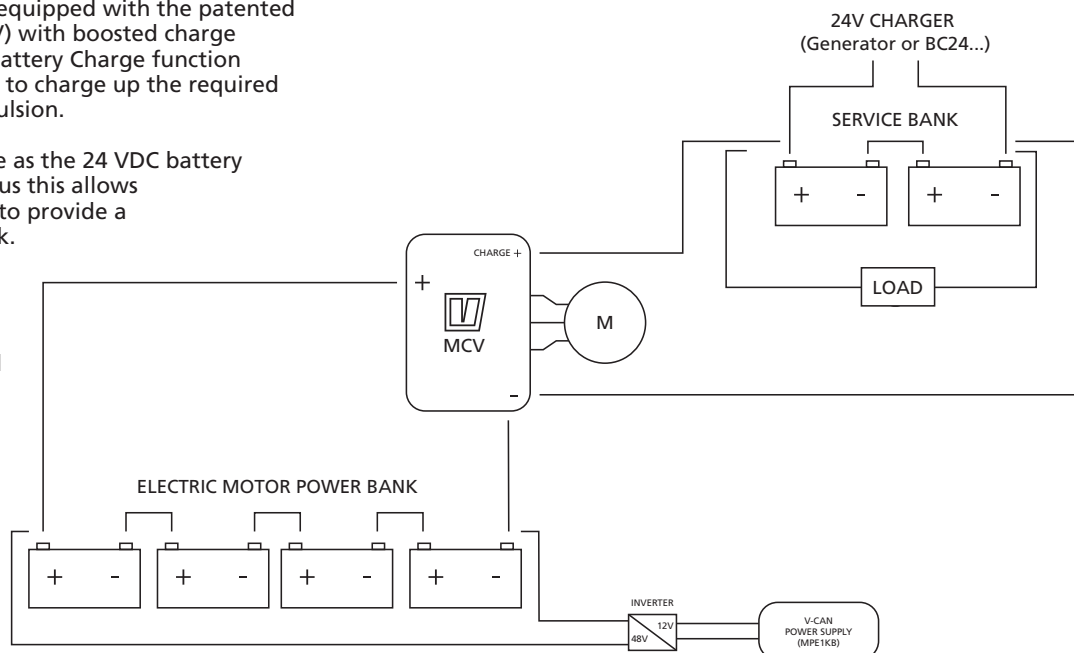 equipped with the patented
V) with boosted charge
attery Charge function
to charge up the required
ulsion.
e as the 24 VDC battery
us this allows
to provide a
k.
24V CHARGER
(Generator or BC24...)
SERVICE BANK
+ - + -
LOAD
CHARGE +
+
MCV
M
-
ELECTRIC MOTOR POWER BANK
+ - + - + - + -
INVERTER
12V
48V
V-CAN
POWER SUPPLY
(MPE1KB)